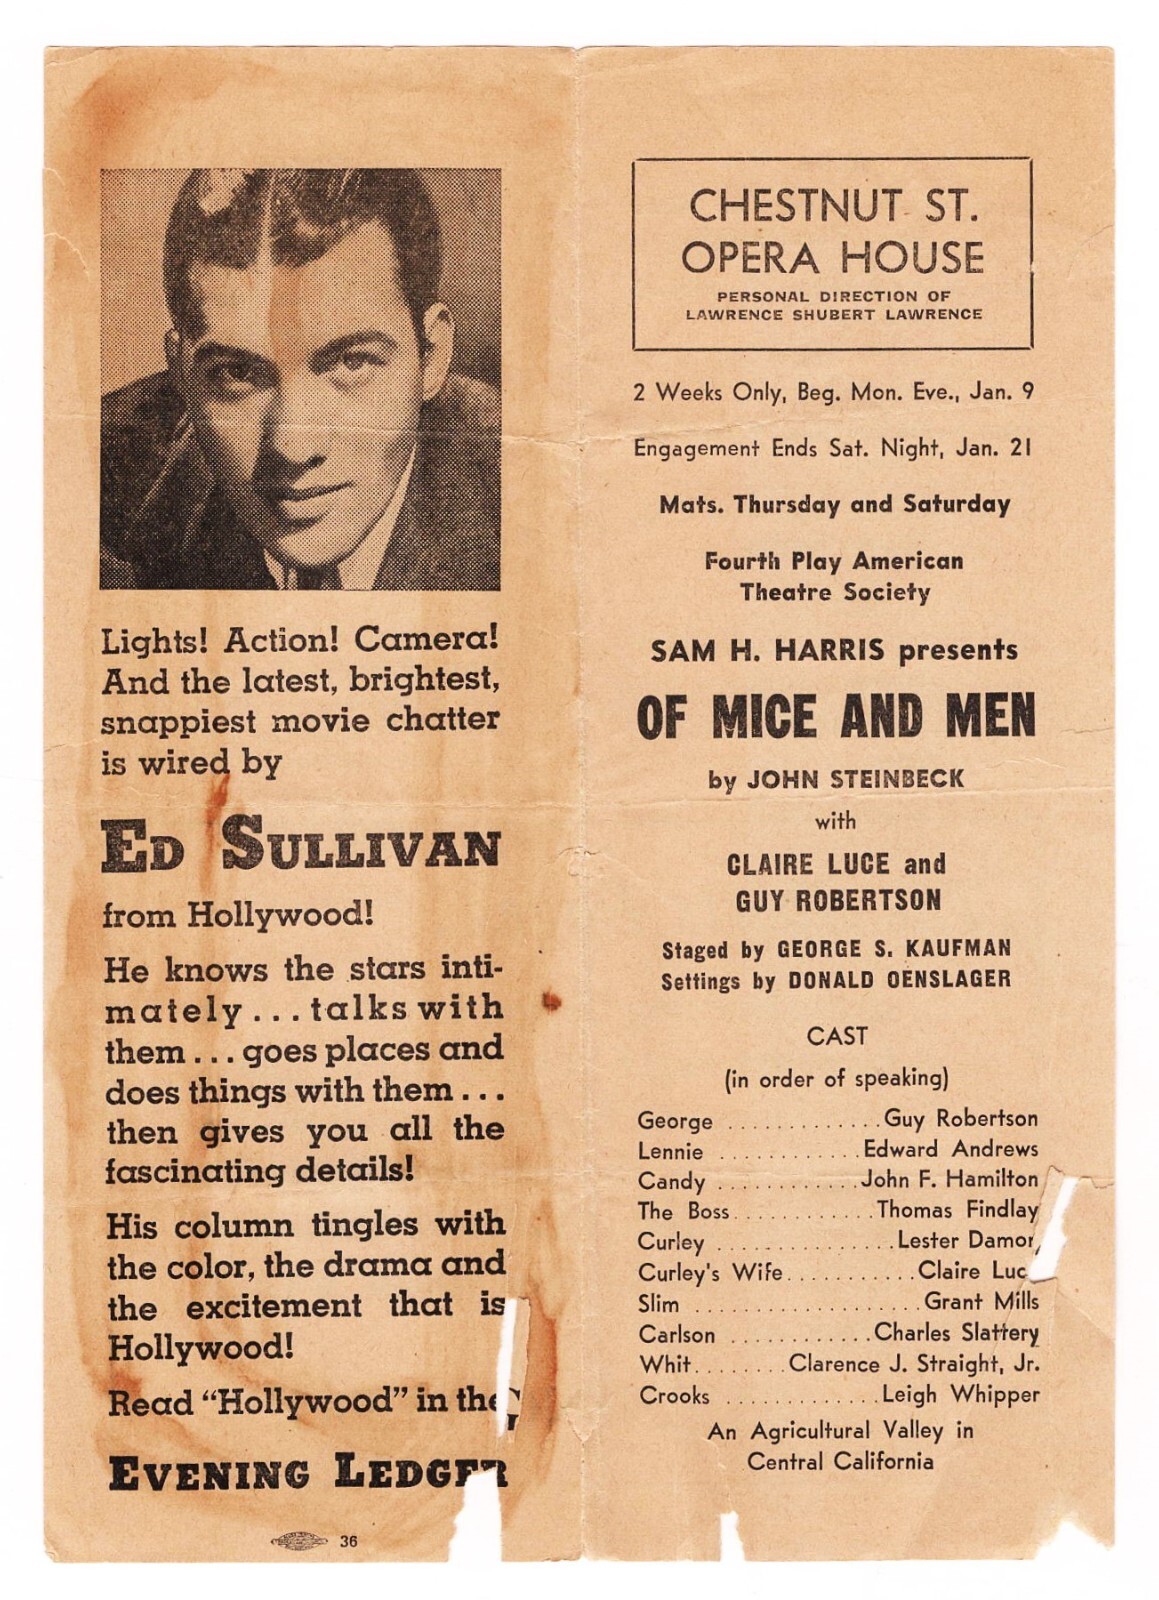 Lights! Action! Camera!
And the latest, brightest,
snappiest movie chatter
is wired by
ED SULLIVAN
from Hollywood!
He knows the stars inti-
mately . . . talks with
them . . . goes places and
does things with them . . .
then gives you all the
fascinating details!
His column tingles with
the color, the drama and
the excitement that is
Hollywood!
Read “Hollywood” in the
EVENING LEDGER
36
CHESTNUT ST.
OPERA HOUSE
PERSONAL DIRECTION OF
LAWRENCE SHUBERT LAWRENCE
2 Weeks Only, Beg. Mon. Eve., Jan. 9
Engagement Ends Sat. Night, Jan. 21
Mats. Thursday and Saturday
Fourth Play American
Theatre Society
SAM H. HARRIS presents
OF MICE AND MEN
by JOHN STEINBECK
with
CLAIRE LUCE and
GUY ROBERTSON
Staged by GEORGE S. KAUFMAN
Settings by DONALD OENSLAGER
CAST
(in order of speaking)
George .............Guy Robertson
Lennie ............Edward Andrews
Candy ............John F. Hamilton
The Boss............Thomas Findlay
Curley ...............Lester Damon
Curley's Wife...........Claire Luce
Slim ...................Grant Mills
Carlson ............Charles Slattery
Whit........Clarence J. Straight, Jr.
Crooks .............Leigh Whipper
An Agricultural Valley in
Central California